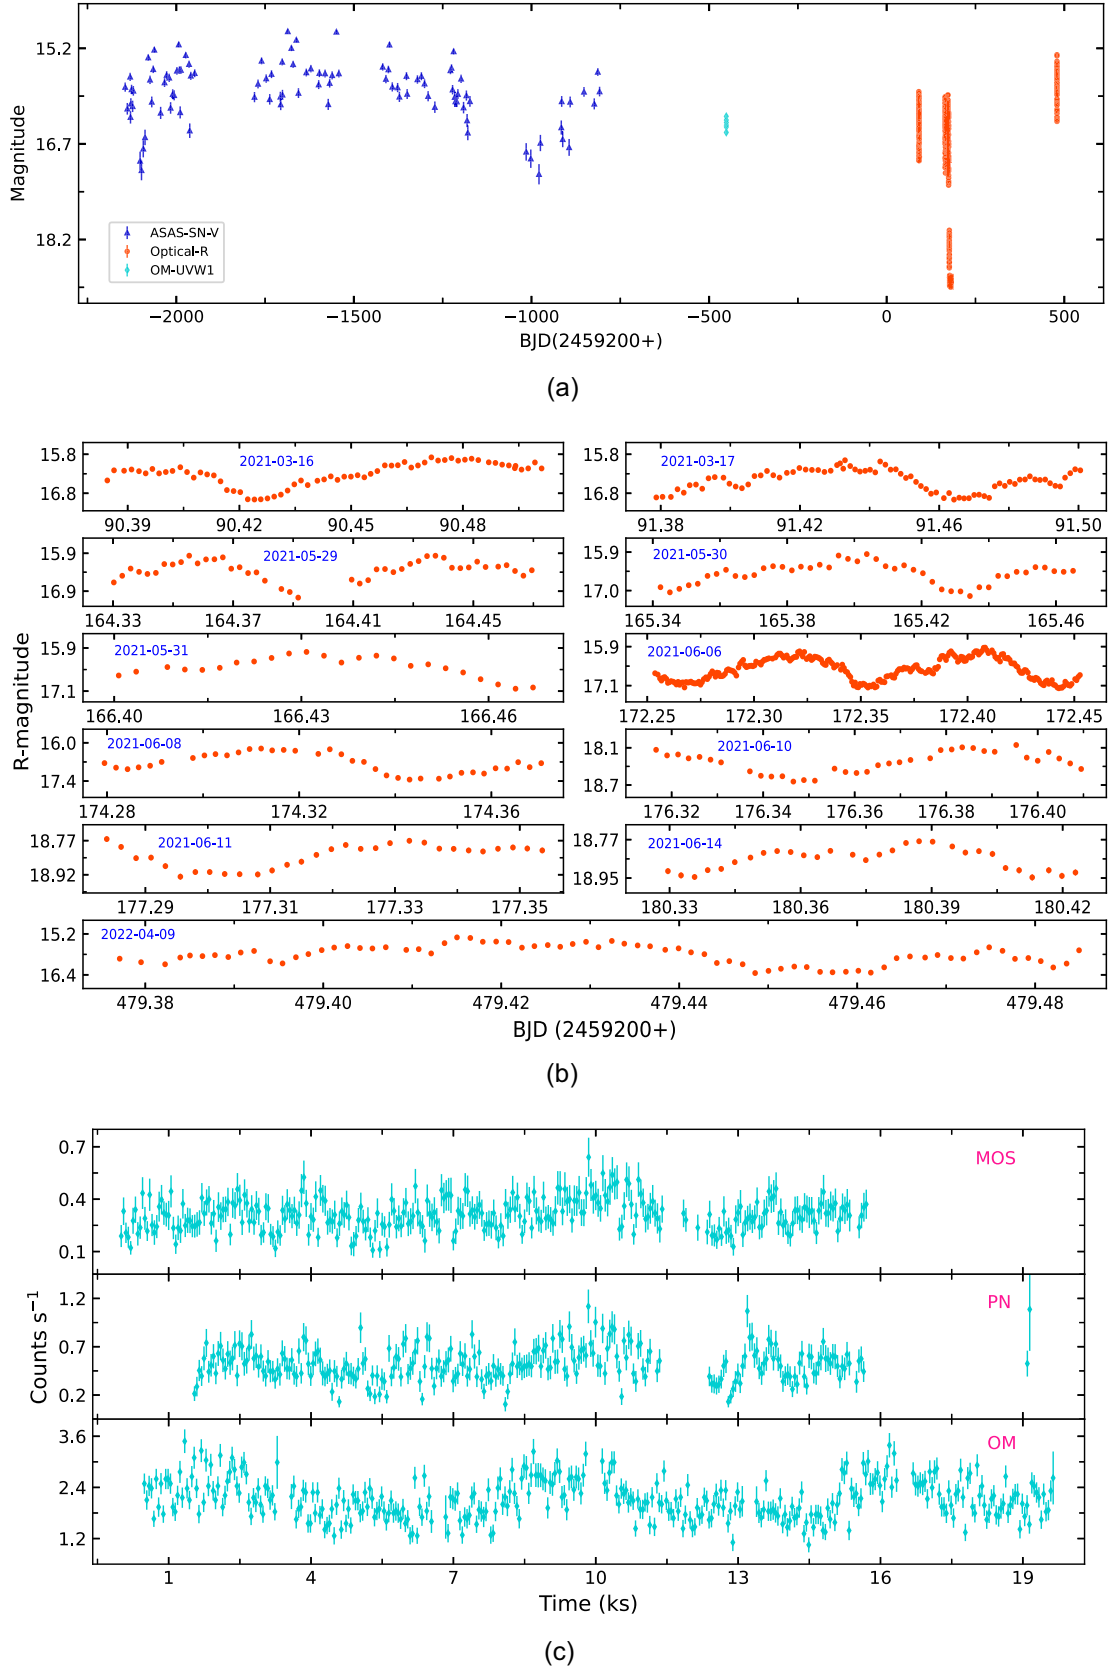 15.2
16.7
18.2
Magnitude
ASAS-SN-V
Optical-R
OM-UVW1
−2000 −1500 −1000 −500 0 500
BJD(2459200+)
(a)
15.8
16.8
2021-03-16
90.39 90.42 90.45 90.48
15.8
16.8
2021-03-17
91.38 91.42 91.46 91.50
15.9
16.9
2021-05-29
164.33 164.37 164.41 164.45
15.9
17.0
2021-05-30
165.34 165.38 165.42 165.46
15.9
17.1
2021-05-31
166.40 166.43 166.46
15.9
17.1
2021-06-06
172.25 172.30 172.35 172.40 172.45
R-magnitude
16.0
17.4
2021-06-08
174.28 174.32 174.36
18.1
18.7
2021-06-10
176.32 176.34 176.36 176.38 176.40
18.77
18.92
2021-06-11
177.29 177.31 177.33 177.35
18.77
18.95
2021-06-14
180.33 180.36 180.39 180.42
15.2
16.4
2022-04-09
479.38 479.40 479.42 479.44 479.46 479.48
BJD (2459200+)
(b)
0.7
0.4
0.1
MOS
1.2
0.7
0.2
PN
Counts s⁻¹
3.6
2.4
1.2
OM
1 4 7 10 13 16 19
Time (ks)
(c)